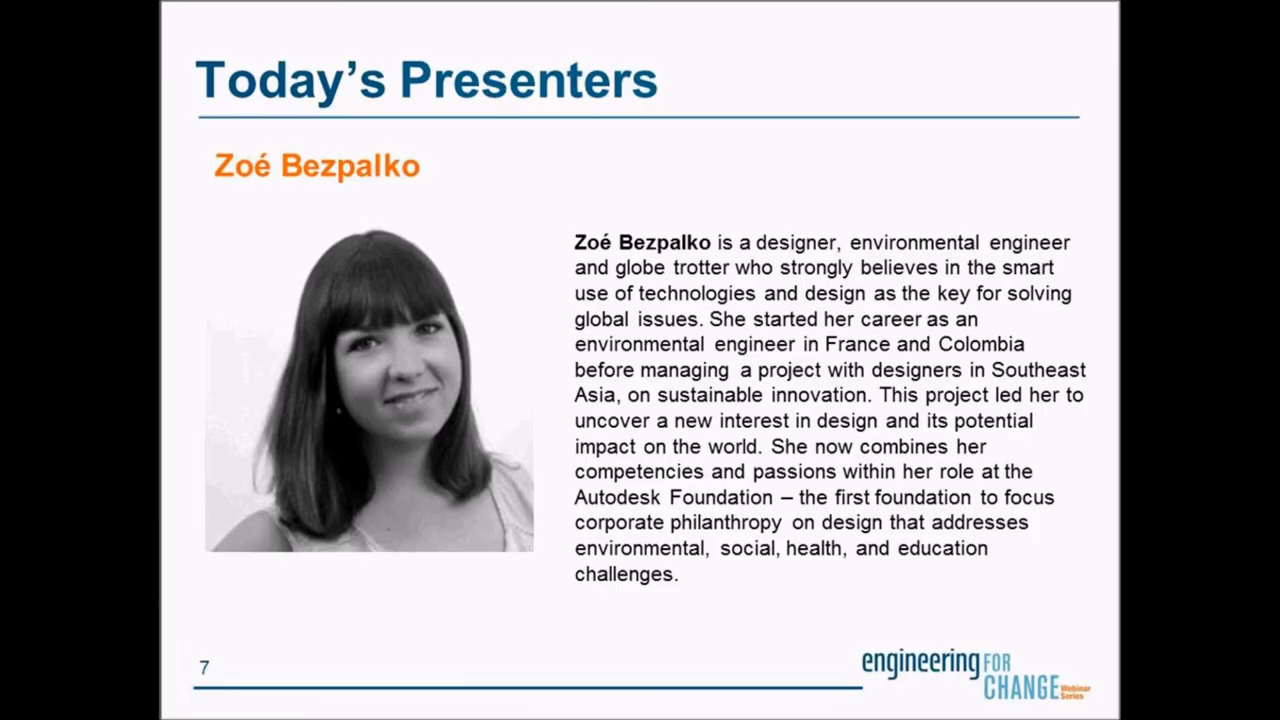 Today's Presenters
Zoé Bezpalko
Zoé Bezpalko is a designer, environmental engineer
and globe trotter who strongly believes in the smart
use of technologies and design as the key for solving
global issues. She started her career as an
environmental engineer in France and Colombia
before managing a project with designers in Southeast
Asia, on sustainable innovation. This project led her to
uncover a new interest in design and its potential
impact on the world. She now combines her
competencies and passions within her role at the
Autodesk Foundation – the first foundation to focus
corporate philanthropy on design that addresses
environmental, social, health, and education
challenges.
7
engineering FOR
CHANGE Webinar
Series